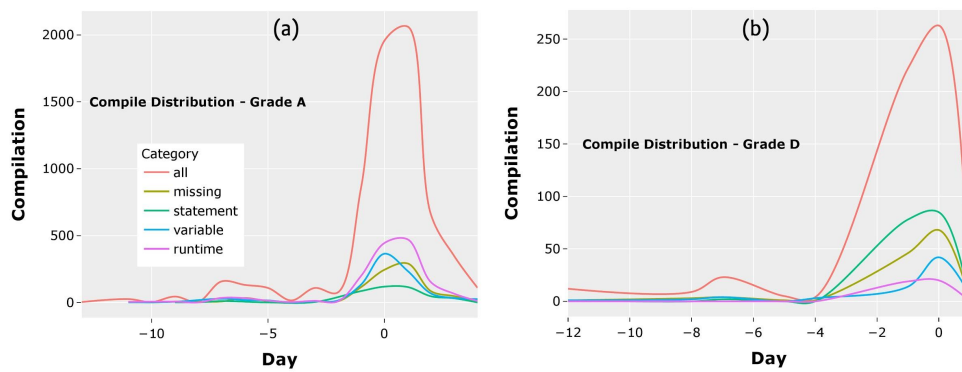 (a)
Compilation
2000
1500
1000
500
0
Compile Distribution - Grade A
Category
all
missing
statement
variable
runtime
−10
−5
0
Day
(b)
Compilation
250
200
150
100
50
0
Compile Distribution - Grade D
−12
−10
−8
−6
−4
−2
0
Day